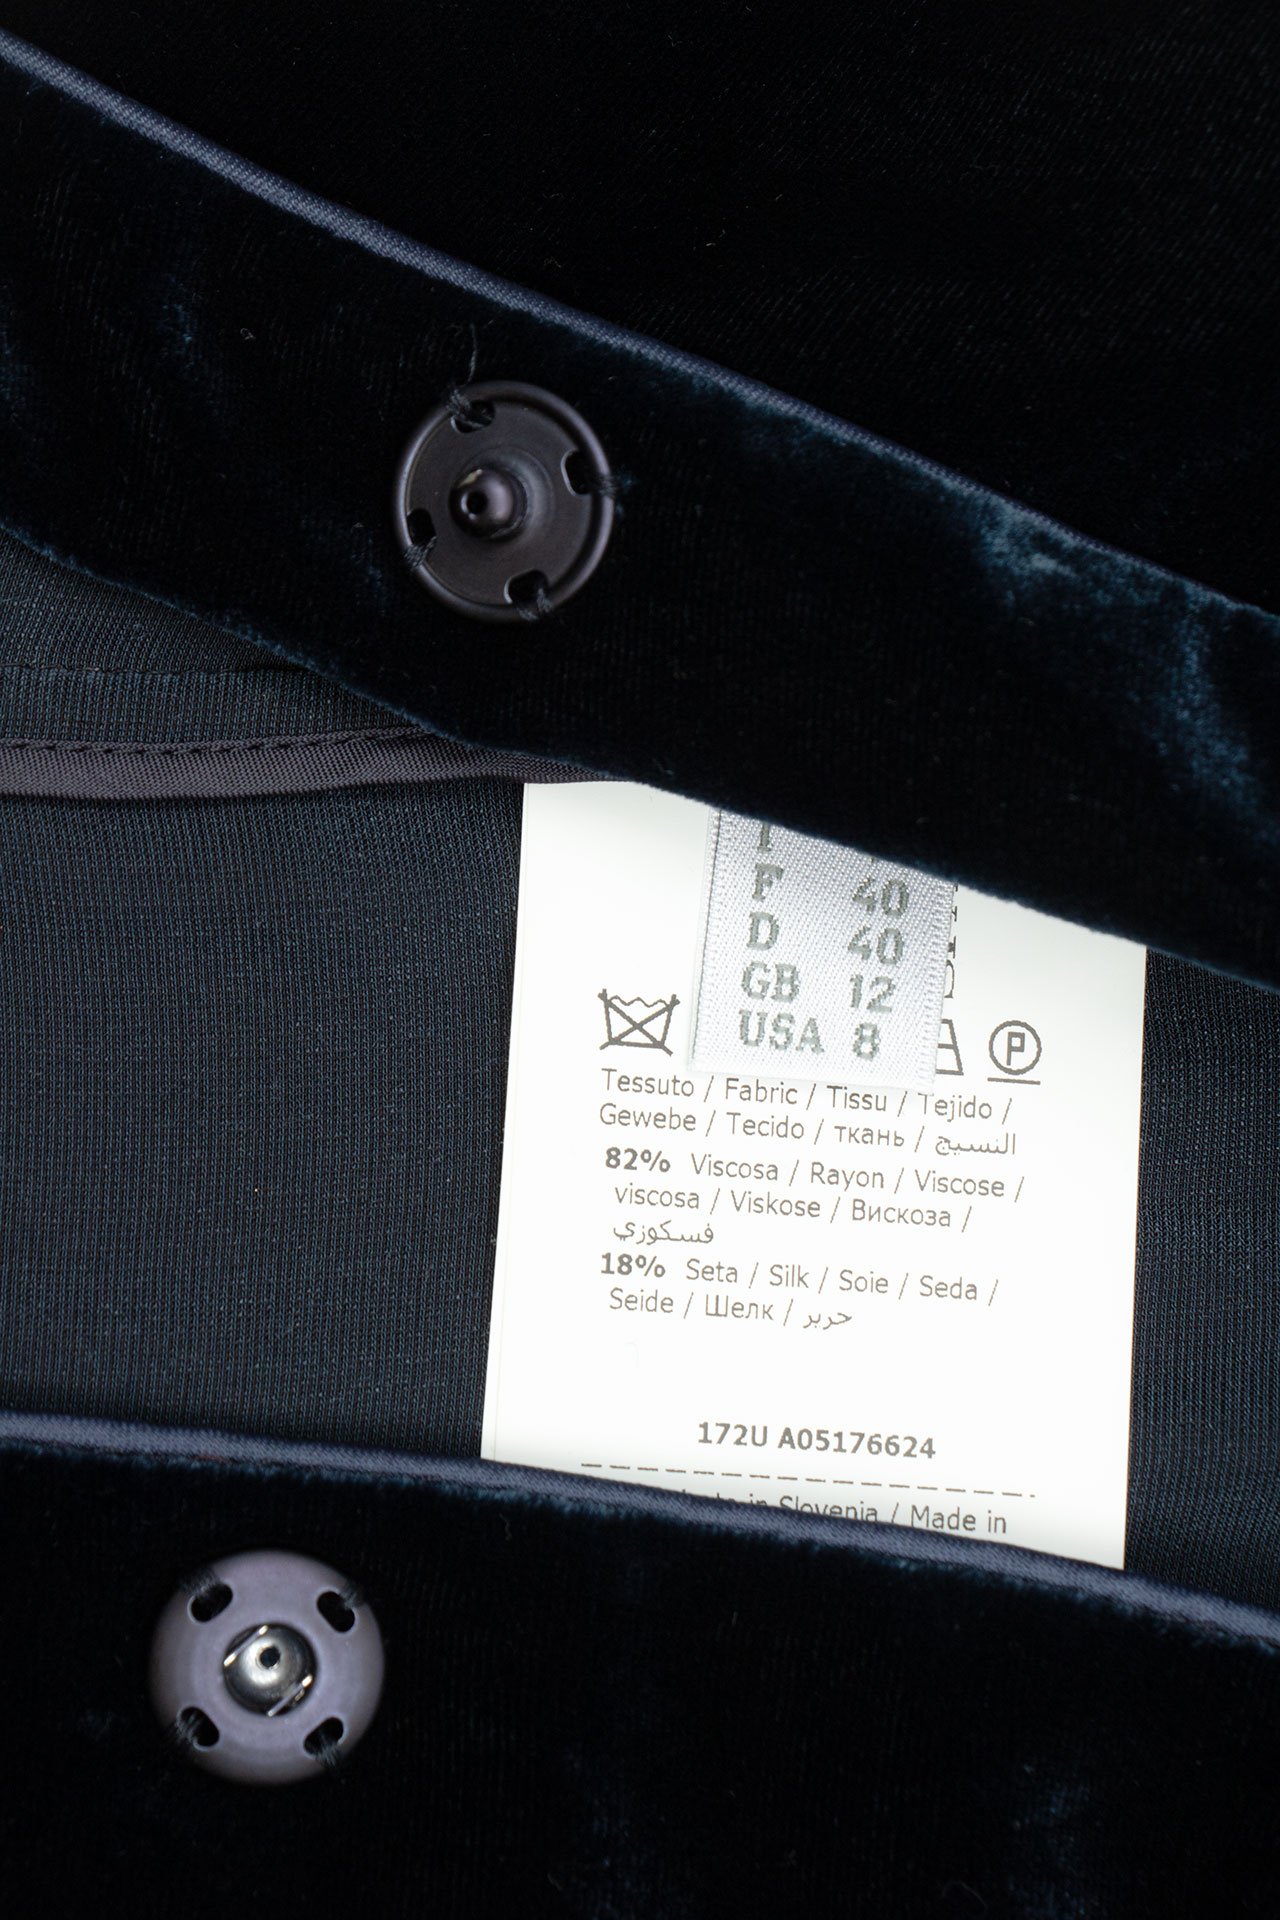 F 40
D 40
GB 12
USA 8
P
Tessuto / Fabric / Tissu / Tejido /
Gewebe / Tecido / ткань / النسيج
82% Viscosa / Rayon / Viscose /
viscosa / Viskose / Вискоза /
فسكوزي
18% Seta / Silk / Soie / Seda /
Seide / Шелк / حرير
172U A05176624
in Slovenia / Made in